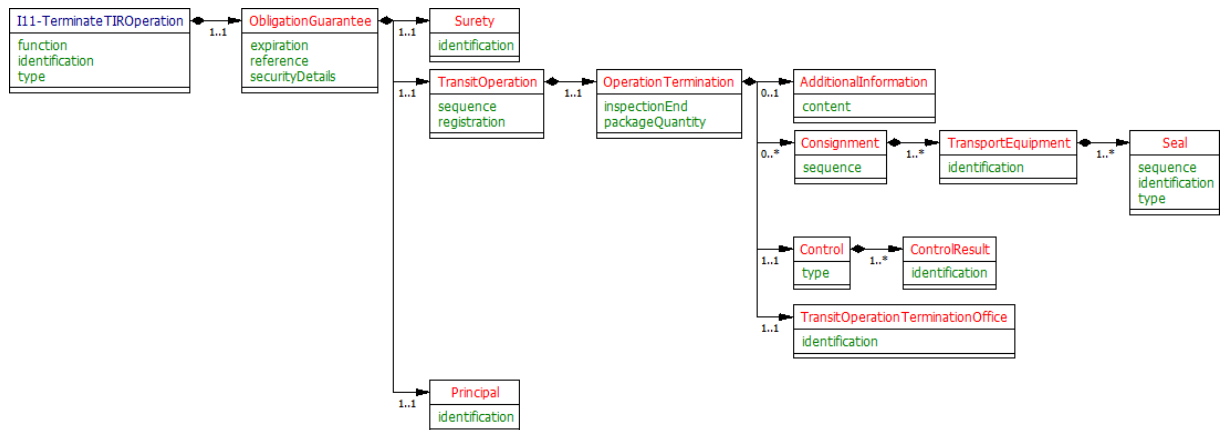 I11-TerminateTIROperation
function
identification
type
1..1
ObligationGuarantee
expiration
reference
securityDetails
1..1
Surety
identification
1..1
TransitOperation
sequence
registration
1..1
OperationTermination
inspectionEnd
packageQuantity
0..1
AdditionalInformation
content
0..*
Consignment
sequence
1..*
TransportEquipment
identification
1..*
Seal
sequence
identification
type
1..1
Control
type
1..*
ControlResult
identification
1..1
TransitOperationTerminationOffice
identification
1..1
Principal
identification